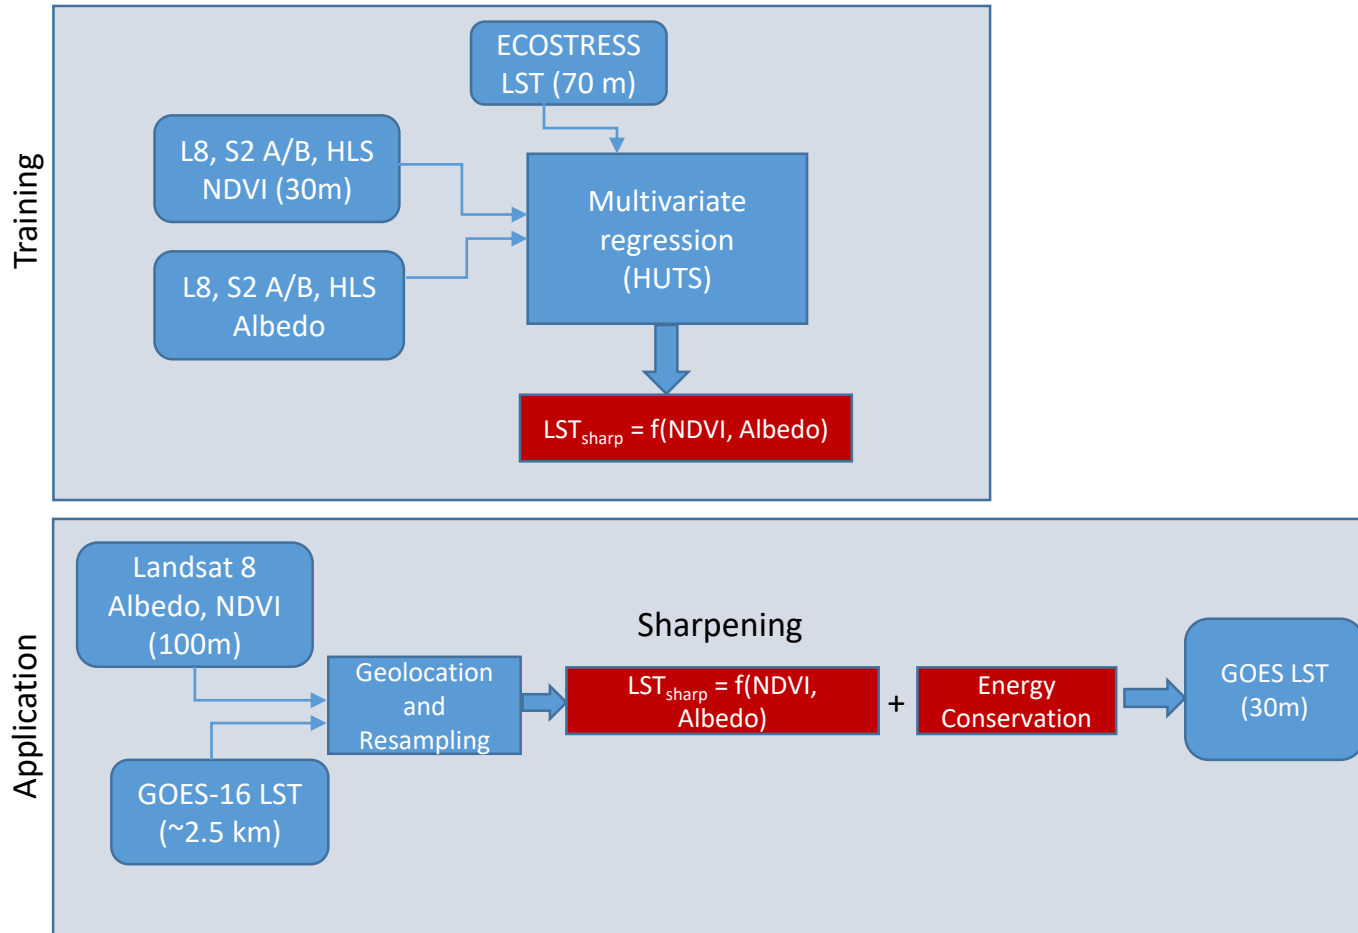 Training
ECOSTRESS
LST (70 m)
L8, S2 A/B, HLS
NDVI (30m)
L8, S2 A/B, HLS
Albedo
Multivariate
regression
(HUTS)
LSTsharp = f(NDVI, Albedo)
Application
Landsat 8
Albedo, NDVI
(100m)
GOES-16 LST
(~2.5 km)
Geolocation
and
Resampling
Sharpening
LSTsharp = f(NDVI,
Albedo)
+
Energy
Conservation
GOES LST
(30m)